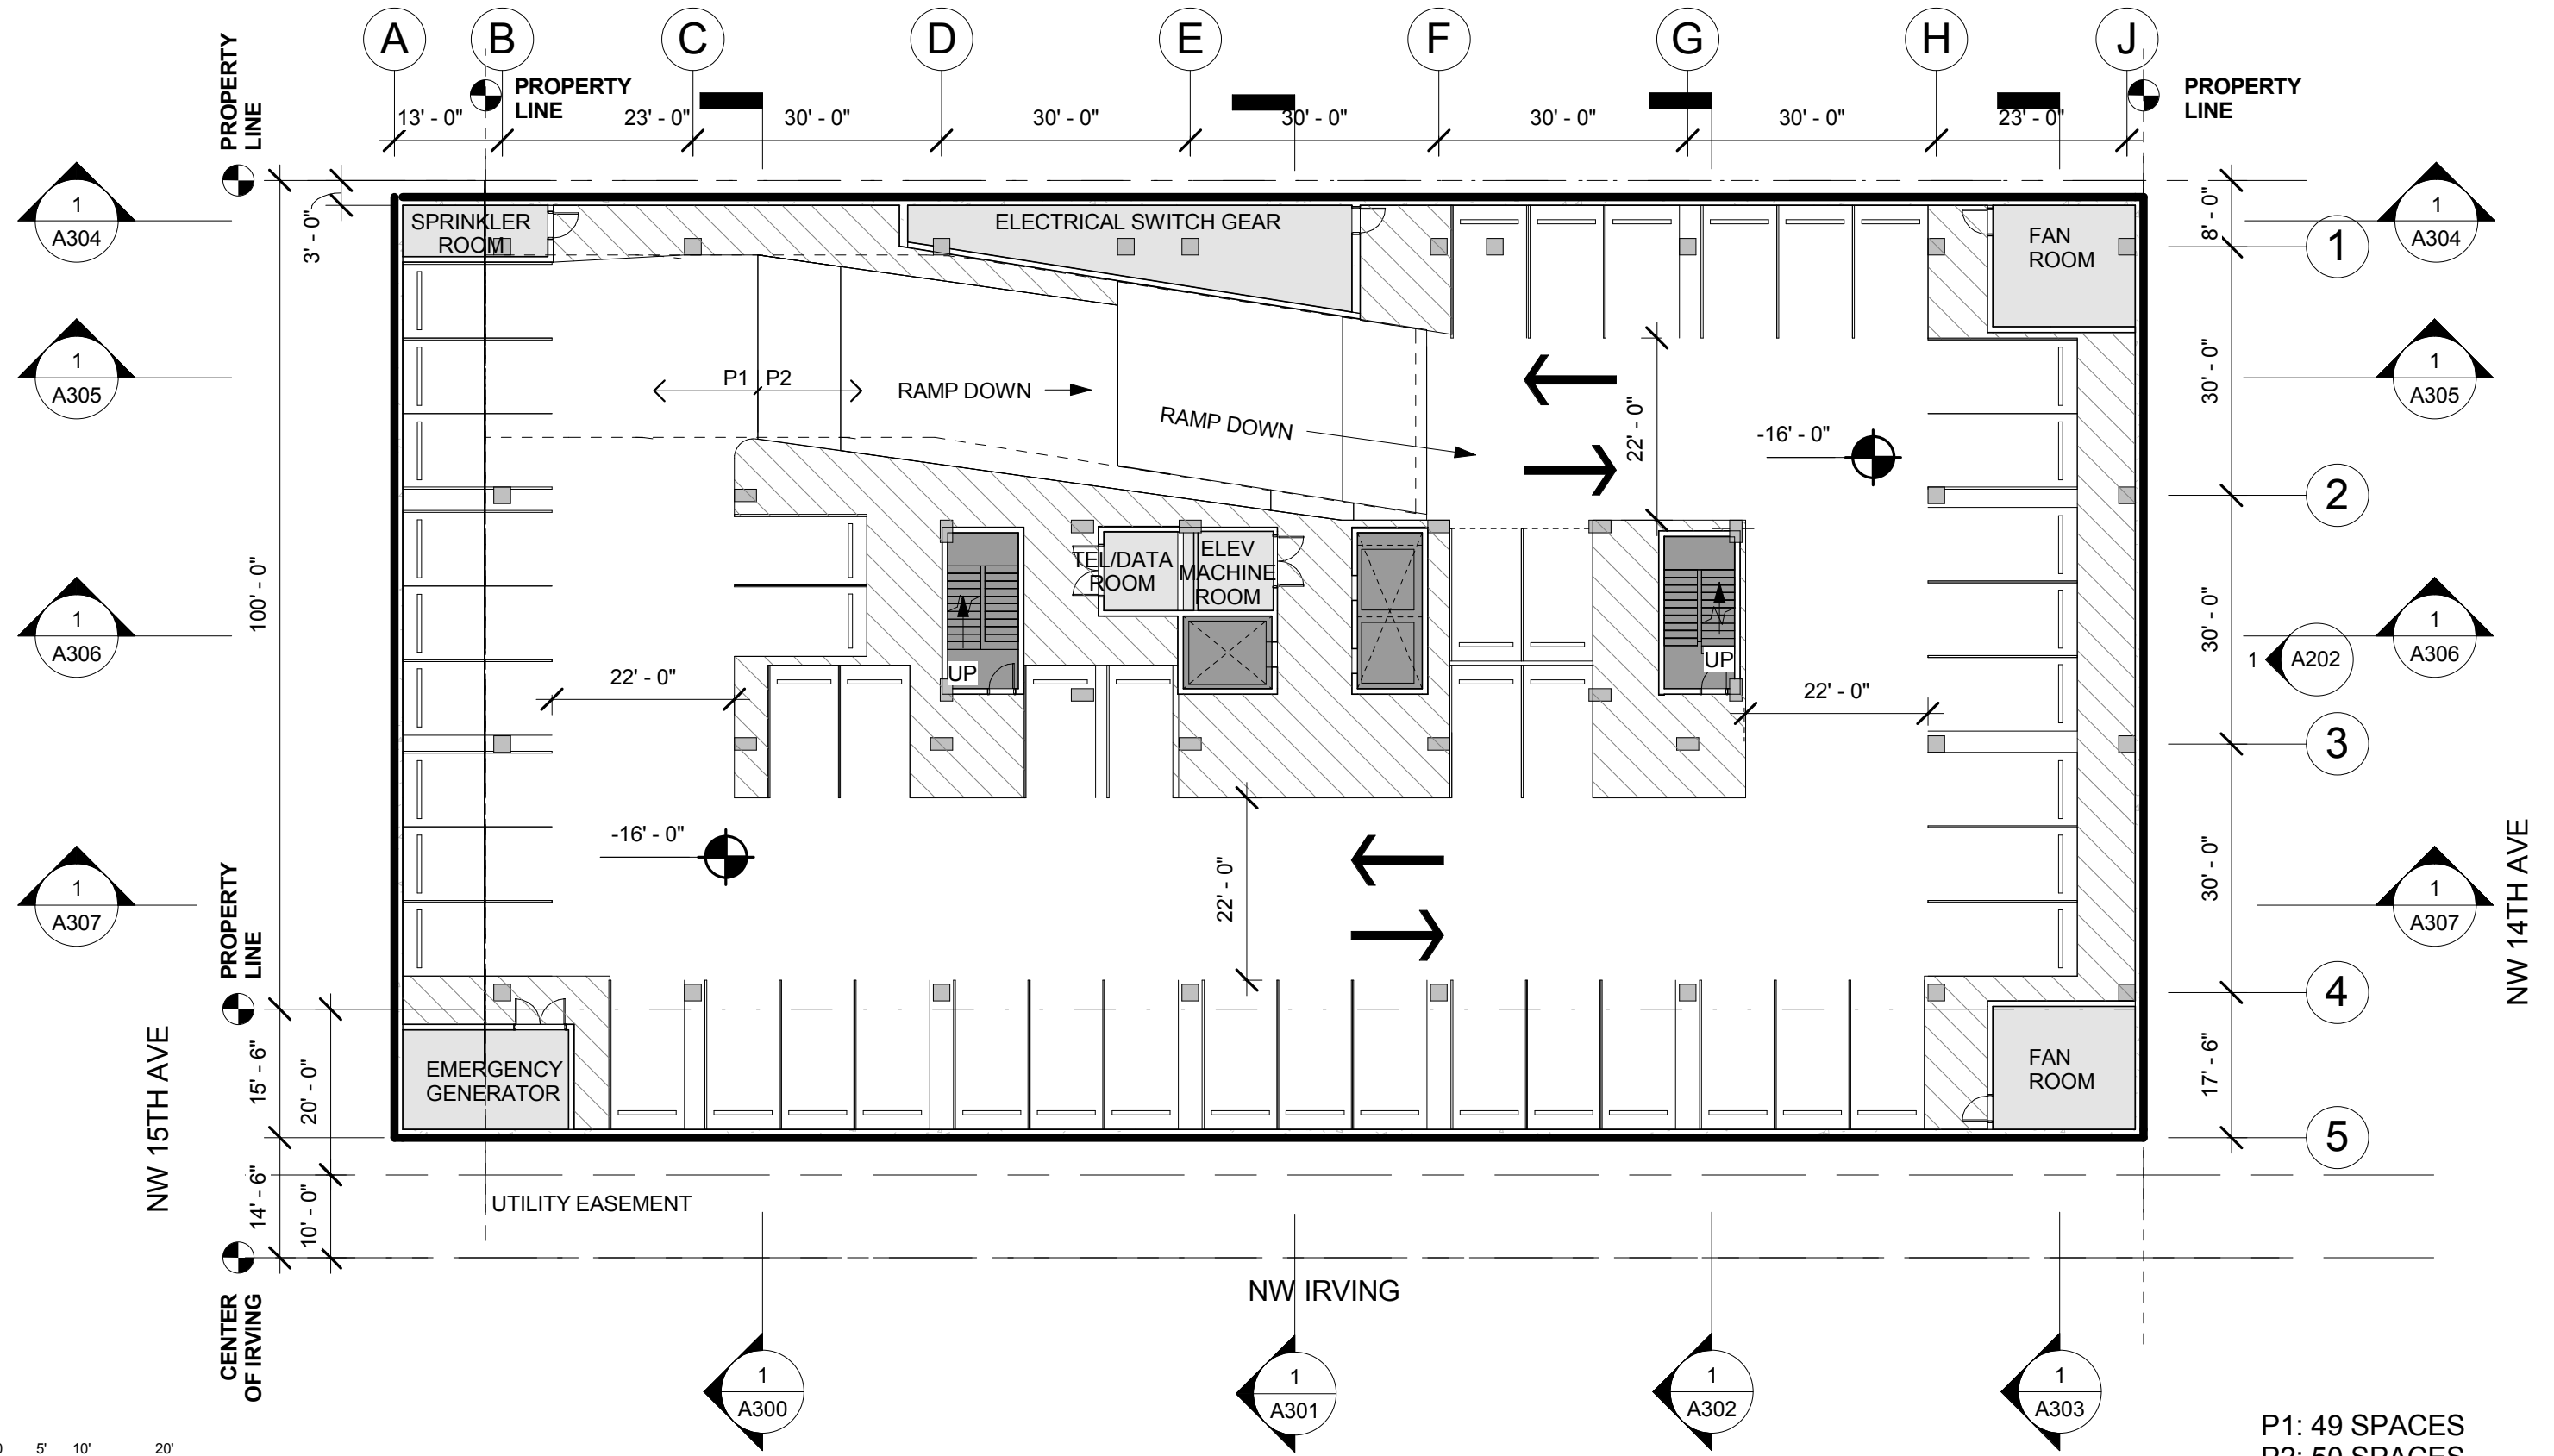 A B C D E F G H J
PROPERTY
LINE
PROPERTY
LINE
PROPERTY
LINE
13' - 0" 23' - 0" 30' - 0" 30' - 0" 30' - 0" 30' - 0" 30' - 0" 23' - 0"
1
A304
3' - 0"
SPRINKLER
ROOM
ELECTRICAL SWITCH GEAR
FAN
ROOM
8' - 0"
1
1
A304
1
A305
P1 P2
RAMP DOWN
RAMP DOWN
22' - 0"
-16' - 0"
30' - 0"
1
A305
2
100' - 0"
TEL/DATA
ROOM
ELEV
MACHINE
ROOM
1
A306
UP
UP
30' - 0"
1
A202
1
A306
22' - 0"
22' - 0"
3
-16' - 0"
22' - 0"
30' - 0"
1
A307
1
A307
NW 14TH AVE
PROPERTY
LINE
4
NW 15TH AVE
15' - 6"
20' - 0"
EMERGENCY
GENERATOR
FAN
ROOM
17' - 6"
5
14' - 6"
10' - 0"
UTILITY EASEMENT
NW IRVING
CENTER
OF IRVING
1
A300
1
A301
1
A302
1
A303
P1: 49 SPACES
P2: 50 SPACES
0 5' 10' 20'